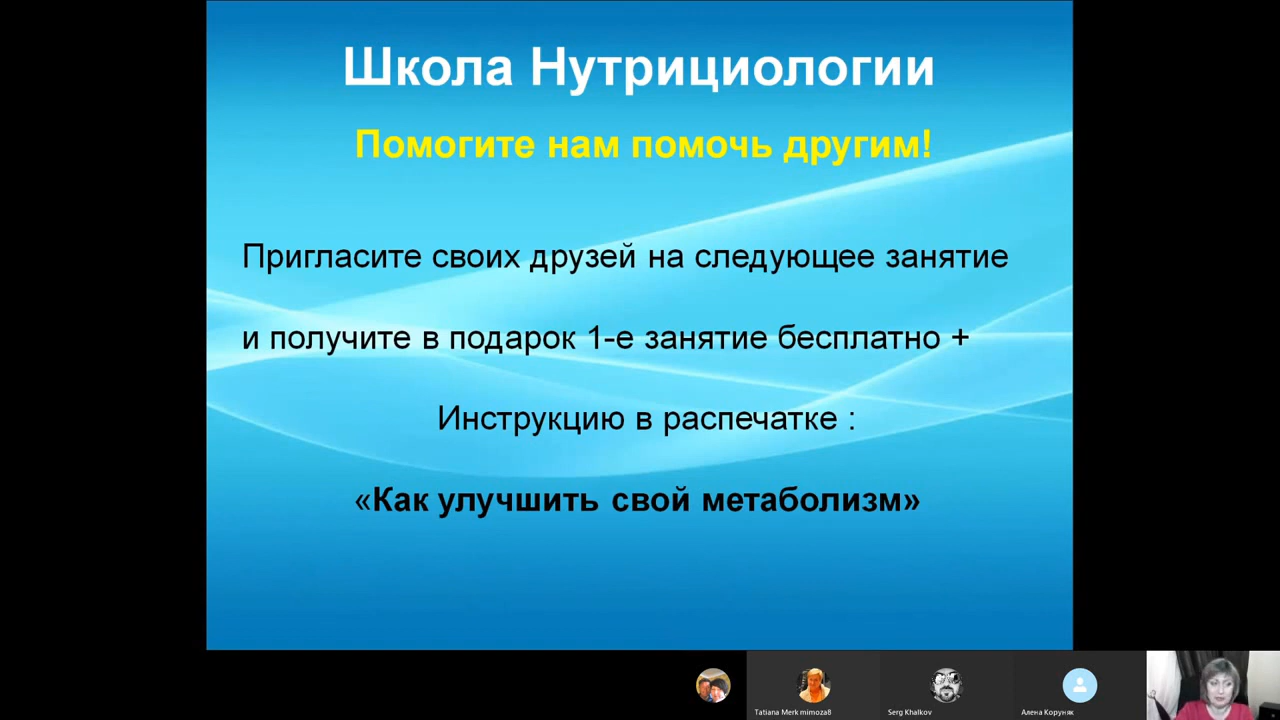 Школа Нутрициологии
Помогите нам помочь другим!
Пригласите своих друзей на следующее занятие
и получите в подарок 1-е занятие бесплатно +
Инструкцию в распечатке :
«Как улучшить свой метаболизм»
Tatiana Merk mimoza8
Serg Khalkov
Алена Коруняк